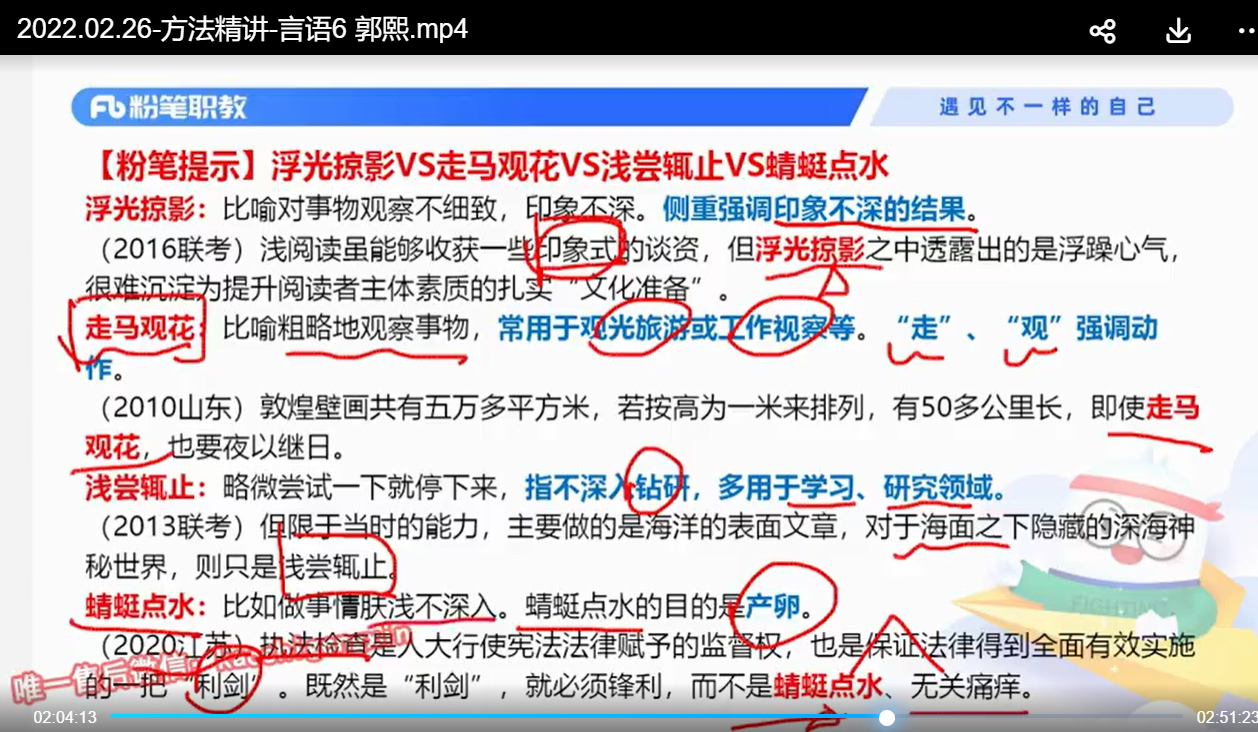 2022.02.26-方法精讲-言语6 郭熙.mp4
粉笔职教
遇见不一样的自己
【粉笔提示】浮光掠影VS走马观花VS浅尝辄止VS蜻蜓点水
浮光掠影：比喻对事物观察不细致，印象不深。侧重强调印象不深的结果。
（2016联考）浅阅读虽能够收获一些印象式的谈资，但浮光掠影之中透露出的是浮躁心气，
很难沉淀为提升阅读者主体素质的扎实“文化准备”。
走马观花：比喻粗略地观察事物，常用于观光旅游或工作视察等。“走”、“观”强调动
作。
（2010山东）敦煌壁画共有五万多平方米，若按高为一米来排列，有50多公里长，即使走马
观花，也要夜以继日。
浅尝辄止：略微尝试一下就停下来，指不深入钻研，多用于学习、研究领域。
（2013联考）但限于当时的能力，主要做的是海洋的表面文章，对于海面之下隐藏的深海神
秘世界，则只是浅尝辄止。
蜻蜓点水：比如做事情肤浅不深入。蜻蜓点水的目的是产卵。
（2020江苏）执法检查是人大行使宪法法律赋予的监督权，也是保证法律得到全面有效实施
的一把“利剑”。既然是“利剑”，就必须锋利，而不是蜻蜓点水、无关痛痒。
FIGHTING
唯一售后微信
02:04:13
02:51:23